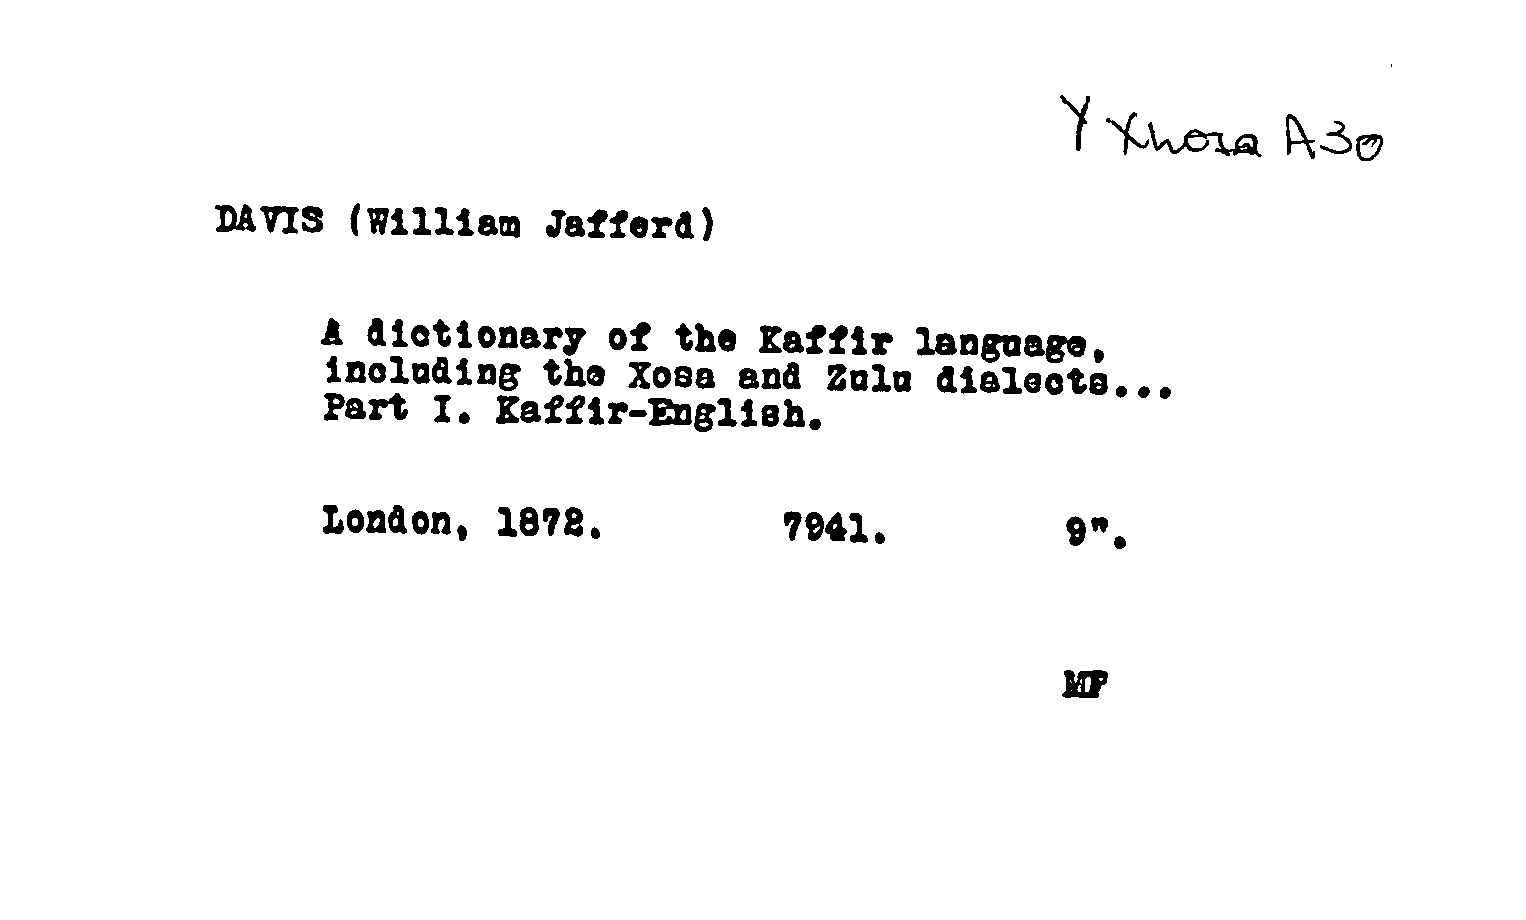 Y Xhosa A30
DAVIS (William Jafferd)
A dictionary of the Kaffir language,
including the Xosa and Zulu dialects...
Part I. Kaffir-English.
London, 1872. 7941. 9".
MF